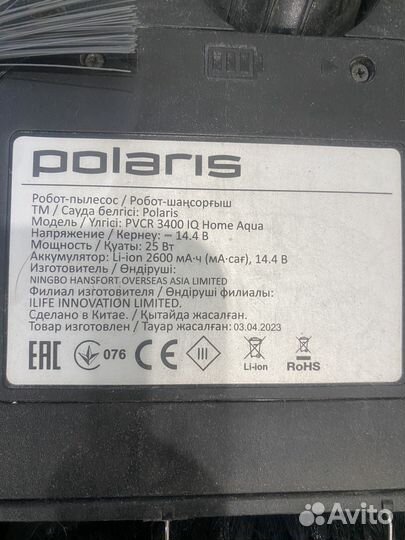 polaris
Робот-пылесос / Робот-шаңсорғыш
ТМ / Сауда белгісі: Polaris
Модель / Үлгісі: PVCR 3400 IQ Home Aqua
Напряжение / Кернеу: ⎓ 14.4 В
Мощность / Қуаты: 25 Вт
Аккумулятор: Li-ion 2600 мА·ч (мА·сағ), 14.4 В
Изготовитель / Өндіруші:
NINGBO HANSFORT OVERSEAS ASIA LIMITED
Филиал изготовителя / Өндіруші филиалы:
ILIFE INNOVATION LIMITED.
Сделано в Китае. / Қытайда жасалған.
Товар изготовлен / Тауар жасалған: 03.04.2023
EAC 076 CE III Li-ion RoHS
Avito